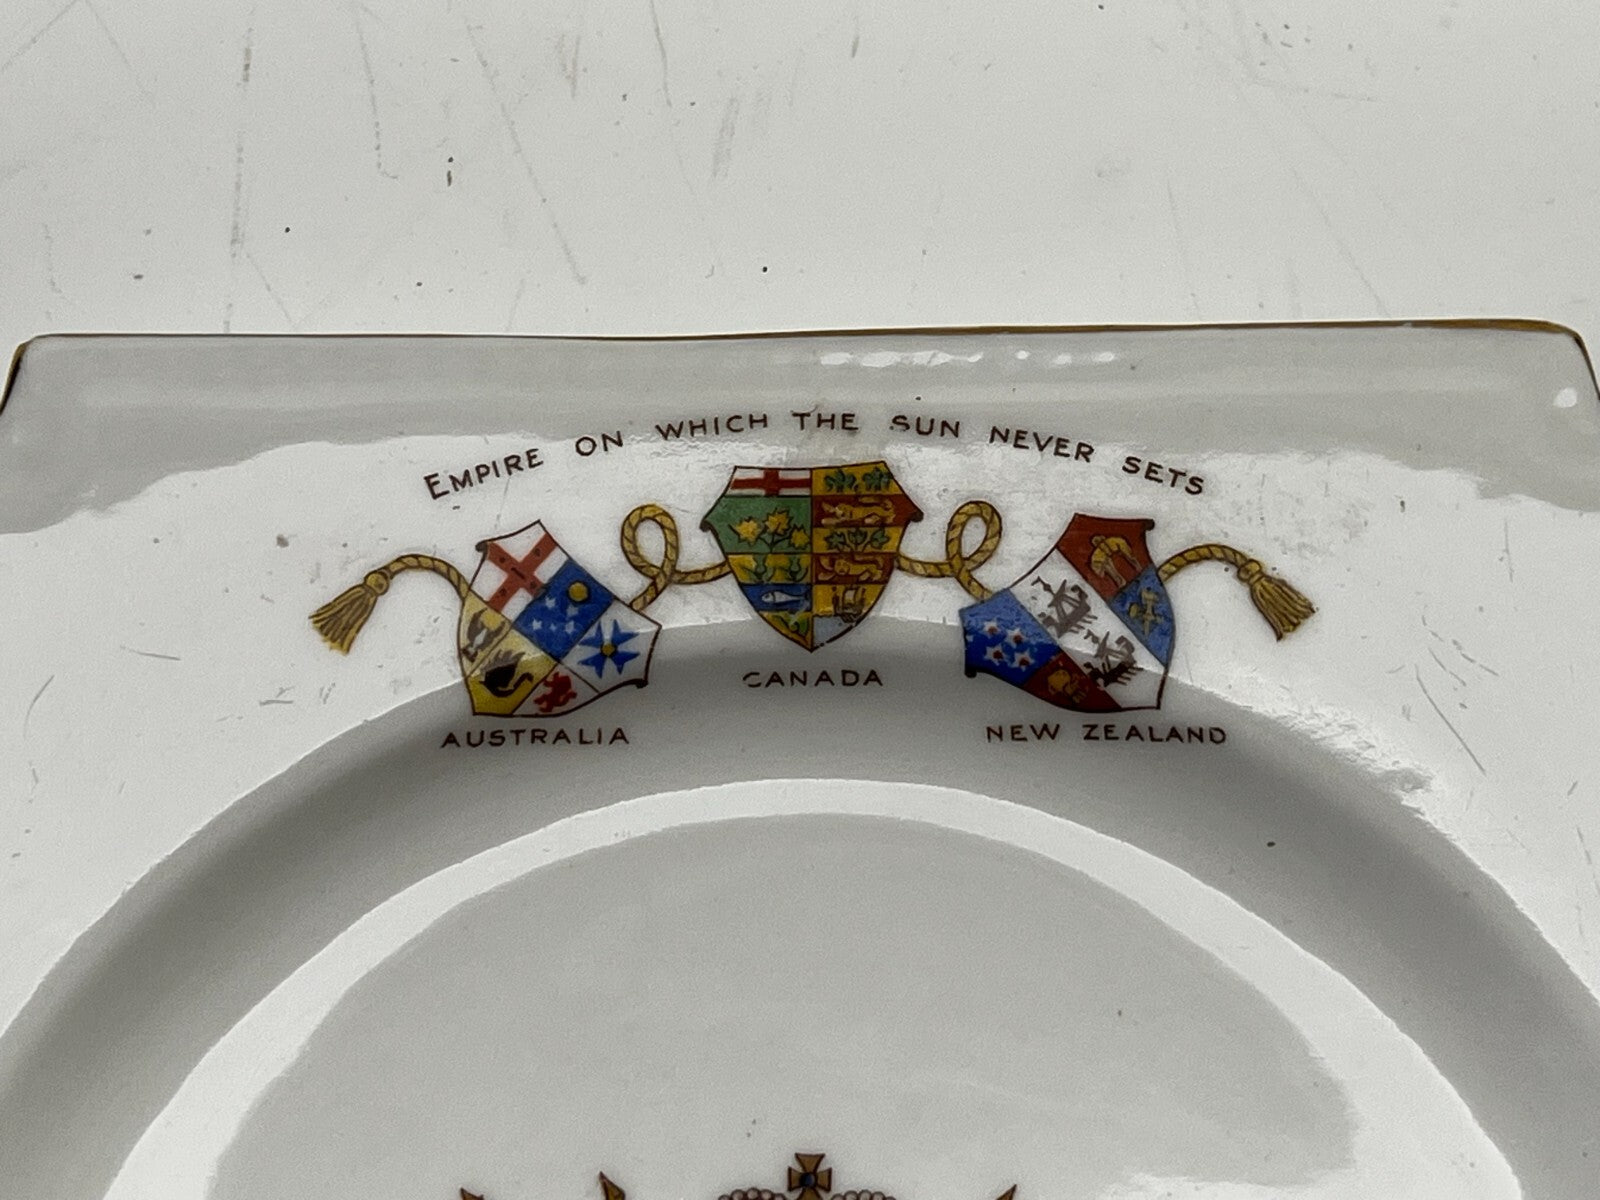 EMPIRE ON WHICH THE SUN NEVER SETS
CANADA
AUSTRALIA
NEW ZEALAND